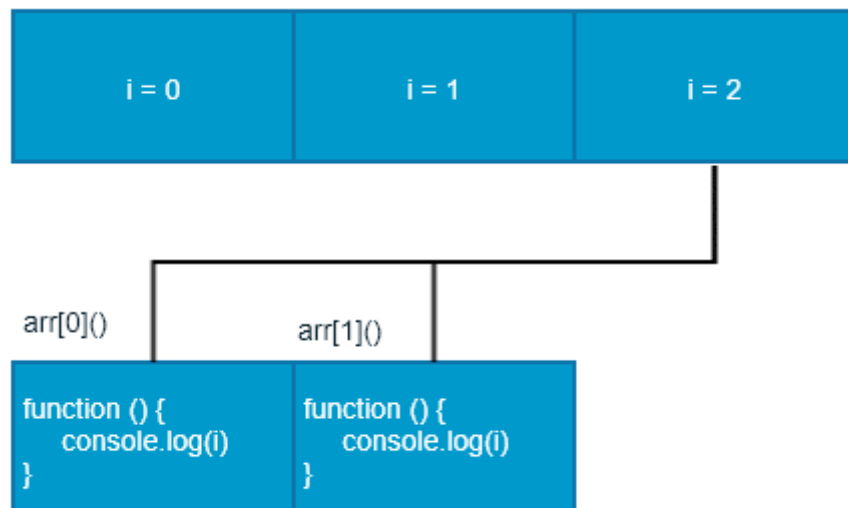 i = 0
i = 1
i = 2
arr[0]()
arr[1]()
function () {
console.log(i)
}
function () {
console.log(i)
}